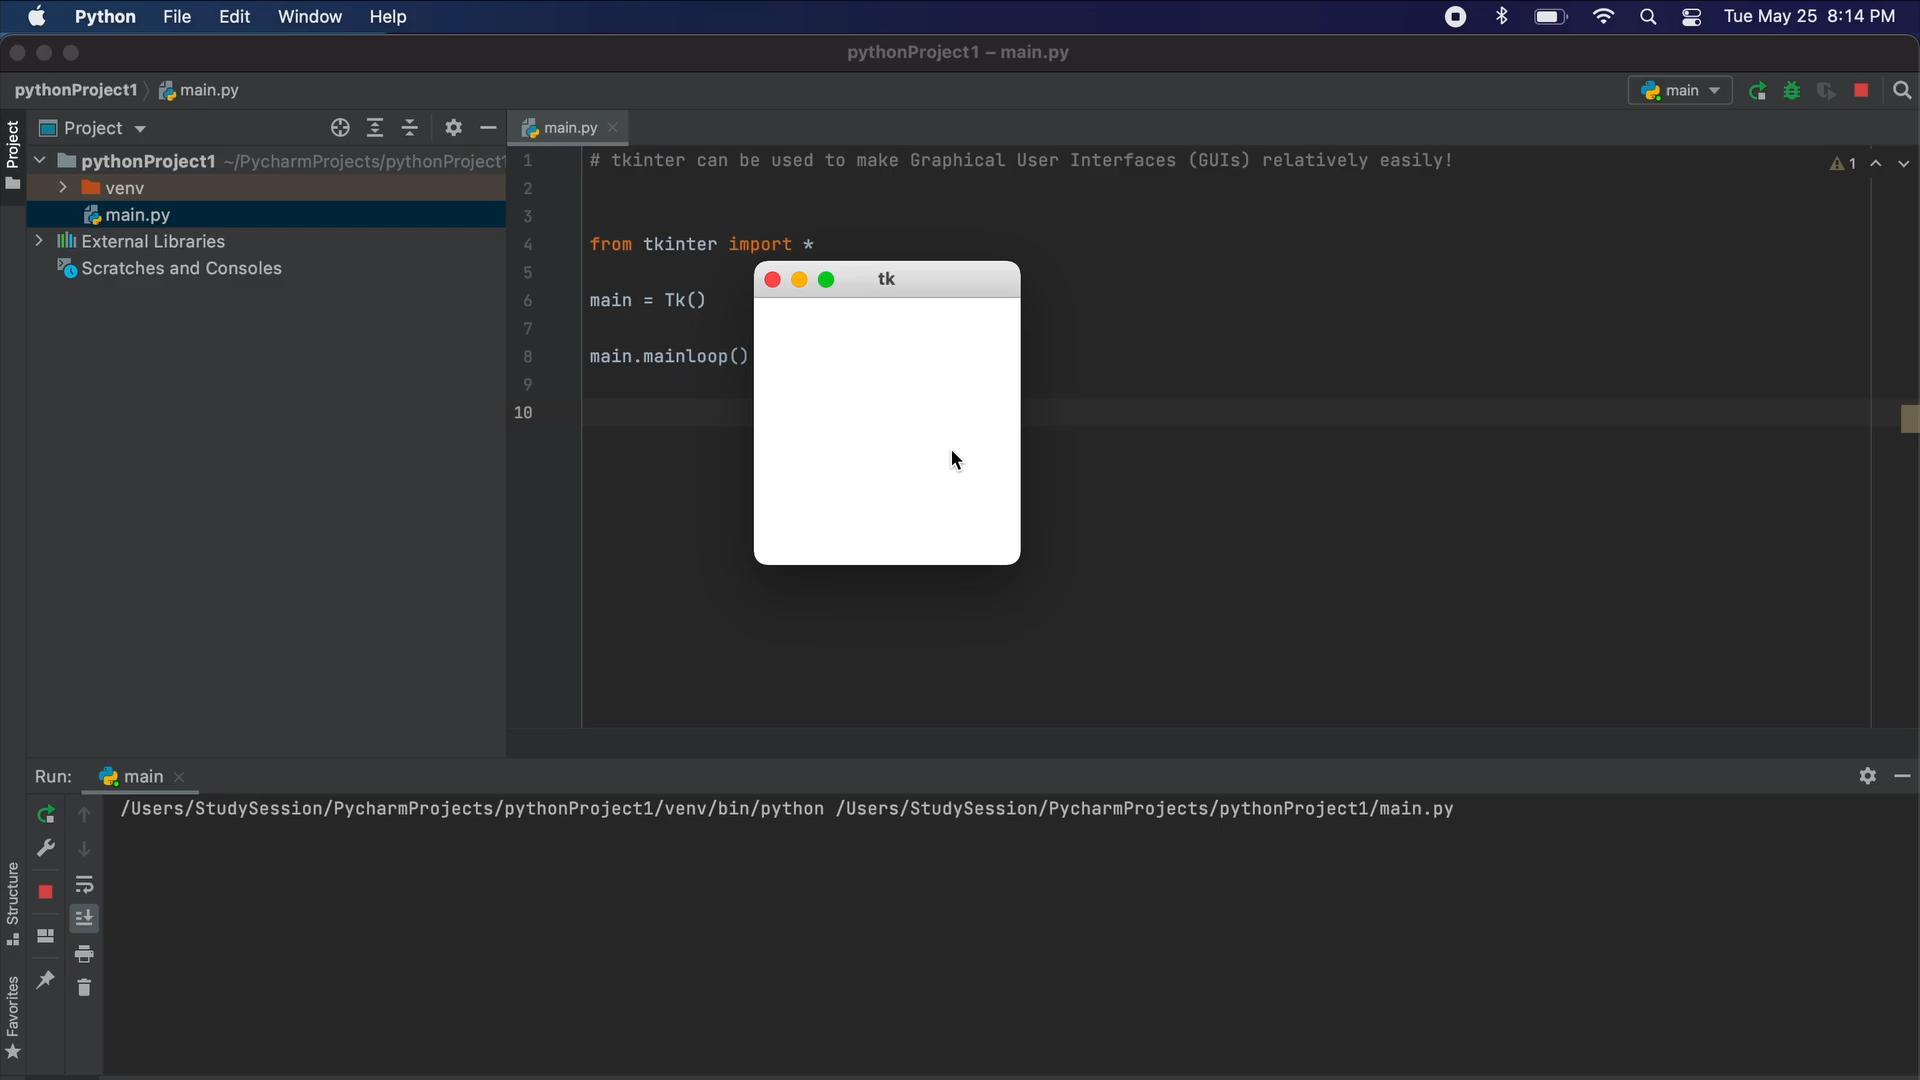 Python File Edit Window Help Tue May 25 8:14 PM
pythonProject1 – main.py
pythonProject1 main.py main
Project
Project main.py
pythonProject1 ~/PycharmProjects/pythonProject1
venv
main.py
External Libraries
Scratches and Consoles
1 # tkinter can be used to make Graphical User Interfaces (GUIs) relatively easily! 1
2
3
4 from tkinter import *
5
6 main = Tk()
7
8 main.mainloop()
9
10
tk
Run: main
/Users/StudySession/PycharmProjects/pythonProject1/venv/bin/python /Users/StudySession/PycharmProjects/pythonProject1/main.py
Structure
Favorites